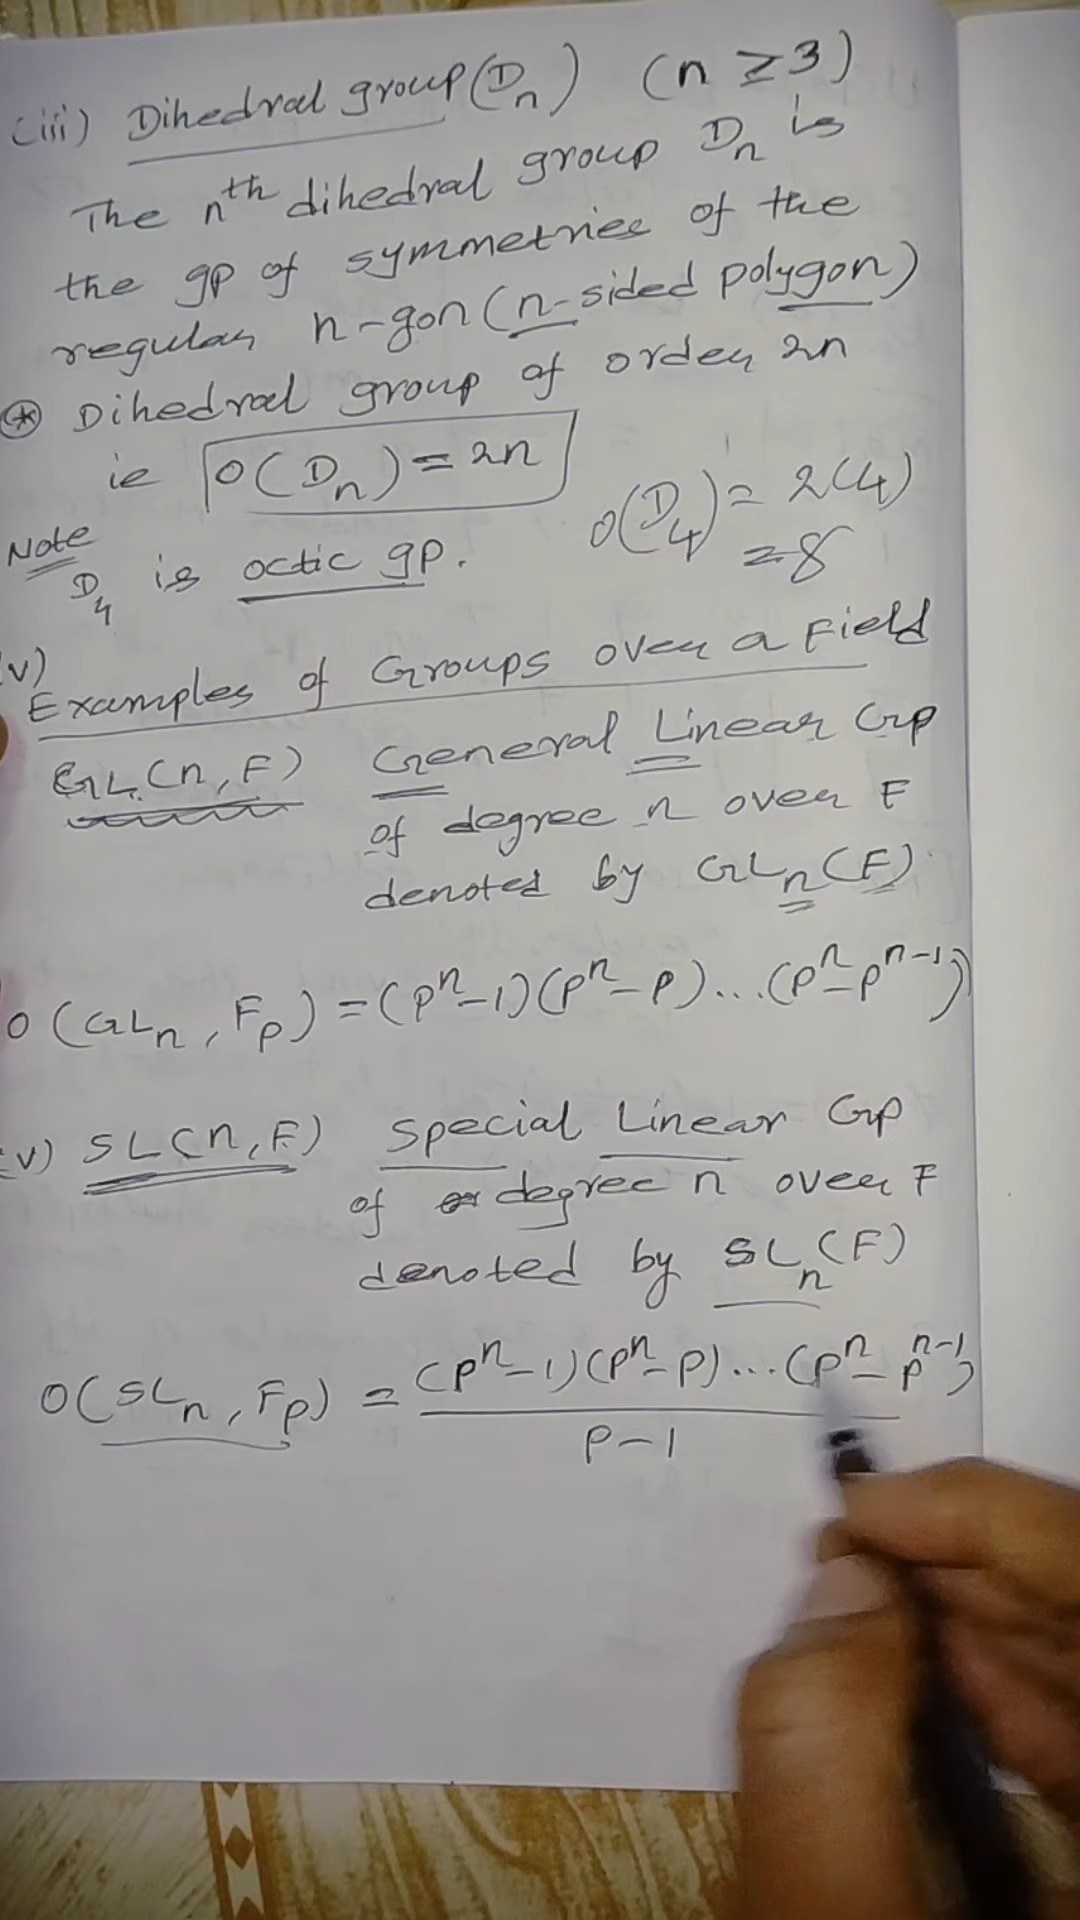 (iii) Dihedral group (Dn) (n ≥ 3)
The nth dihedral group Dn is
the gp of symmetries of the
regular n-gon (n-sided polygon)
⊛ Dihedral group of order 2n
ie O(Dn) = 2n
O(D4) = 2(4)
= 8
Note
D4 is octic gp.
v)
Examples of Groups over a Field
GL(n, F) General Linear Gp
of degree n over F
denoted by GLn(F).
O(GLn, Fp) = (p^n - 1)(p^n - p)...(p^n - p^n-1)
v) SL(n, F) Special Linear Gp
of degree n over F
denoted by SLn(F)
O(SLn, Fp) = (p^n - 1)(p^n - p)...(p^n - p^n-1)
p - 1